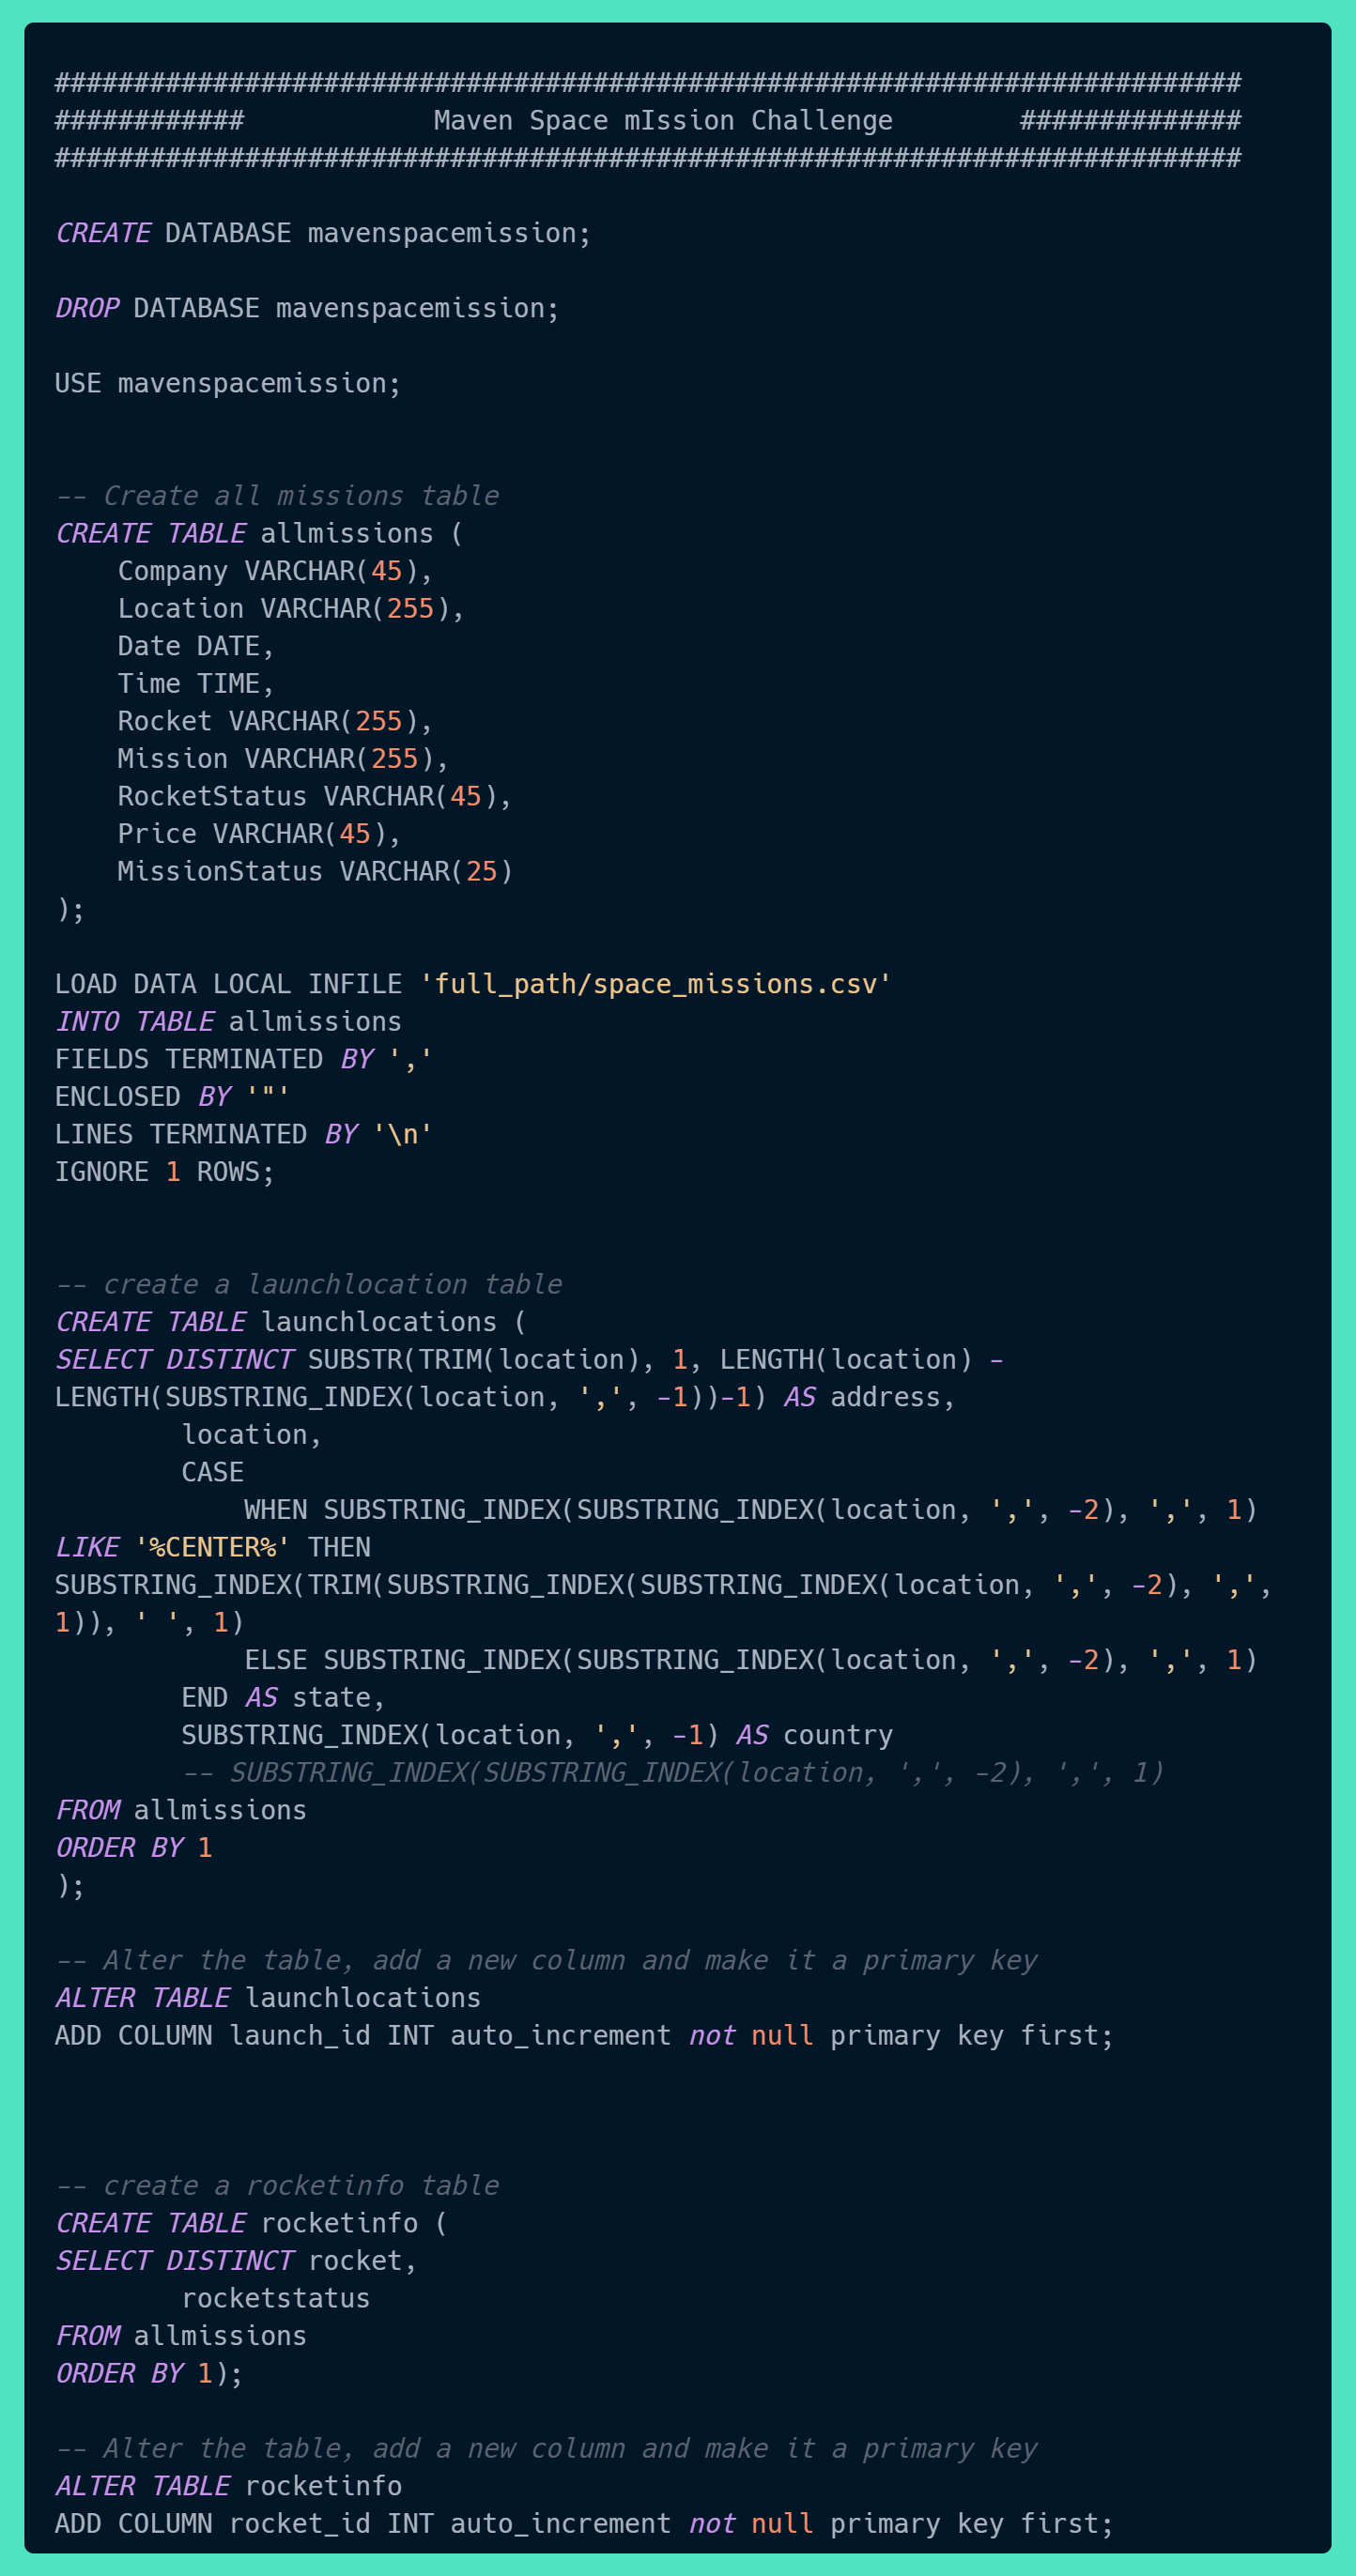 ###########################################################################
############            Maven Space mIssion Challenge        ##############
###########################################################################
CREATE DATABASE mavenspacemission;
DROP DATABASE mavenspacemission;
USE mavenspacemission;
-- Create all missions table
CREATE TABLE allmissions (
    Company VARCHAR(45),
    Location VARCHAR(255),
    Date DATE,
    Time TIME,
    Rocket VARCHAR(255),
    Mission VARCHAR(255),
    RocketStatus VARCHAR(45),
    Price VARCHAR(45),
    MissionStatus VARCHAR(25)
);
LOAD DATA LOCAL INFILE 'full_path/space_missions.csv'
INTO TABLE allmissions
FIELDS TERMINATED BY ','
ENCLOSED BY '"'
LINES TERMINATED BY '\n'
IGNORE 1 ROWS;
-- create a launchlocation table
CREATE TABLE launchlocations (
SELECT DISTINCT SUBSTR(TRIM(location), 1, LENGTH(location) -
LENGTH(SUBSTRING_INDEX(location, ',', -1))-1) AS address,
        location,
        CASE
            WHEN SUBSTRING_INDEX(SUBSTRING_INDEX(location, ',', -2), ',', 1)
LIKE '%CENTER%' THEN
SUBSTRING_INDEX(TRIM(SUBSTRING_INDEX(SUBSTRING_INDEX(location, ',', -2), ',',
1)), ' ', 1)
            ELSE SUBSTRING_INDEX(SUBSTRING_INDEX(location, ',', -2), ',', 1)
        END AS state,
        SUBSTRING_INDEX(location, ',', -1) AS country
        -- SUBSTRING_INDEX(SUBSTRING_INDEX(location, ',', -2), ',', 1)
FROM allmissions
ORDER BY 1
);
-- Alter the table, add a new column and make it a primary key
ALTER TABLE launchlocations
ADD COLUMN launch_id INT auto_increment not null primary key first;
-- create a rocketinfo table
CREATE TABLE rocketinfo (
SELECT DISTINCT rocket,
        rocketstatus
FROM allmissions
ORDER BY 1);
-- Alter the table, add a new column and make it a primary key
ALTER TABLE rocketinfo
ADD COLUMN rocket_id INT auto_increment not null primary key first;